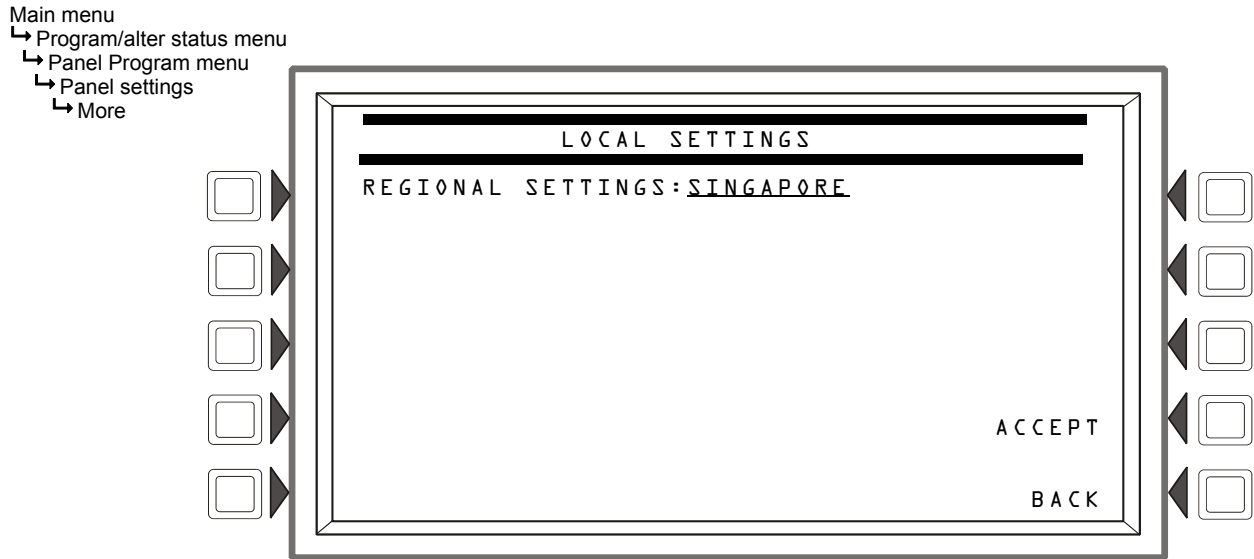 Main menu
Program/alter status menu
Panel Program menu
Panel settings
More
LOCAL SETTINGS
REGIONAL SETTINGS:SINGAPORE
ACCEPT
BACK